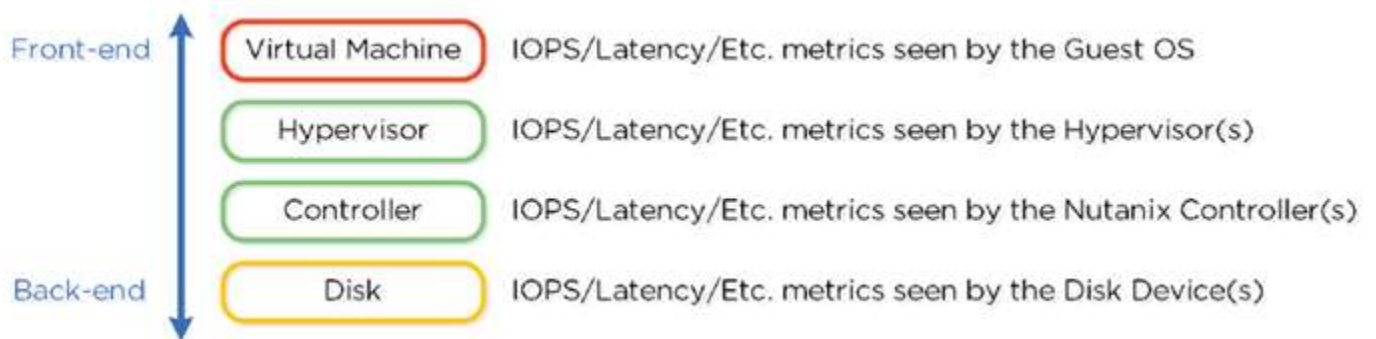 Front-end Virtual Machine IOPS/Latency/Etc. metrics seen by the Guest OS
Hypervisor IOPS/Latency/Etc. metrics seen by the Hypervisor(s)
Controller IOPS/Latency/Etc. metrics seen by the Nutanix Controller(s)
Back-end Disk IOPS/Latency/Etc. metrics seen by the Disk Device(s)